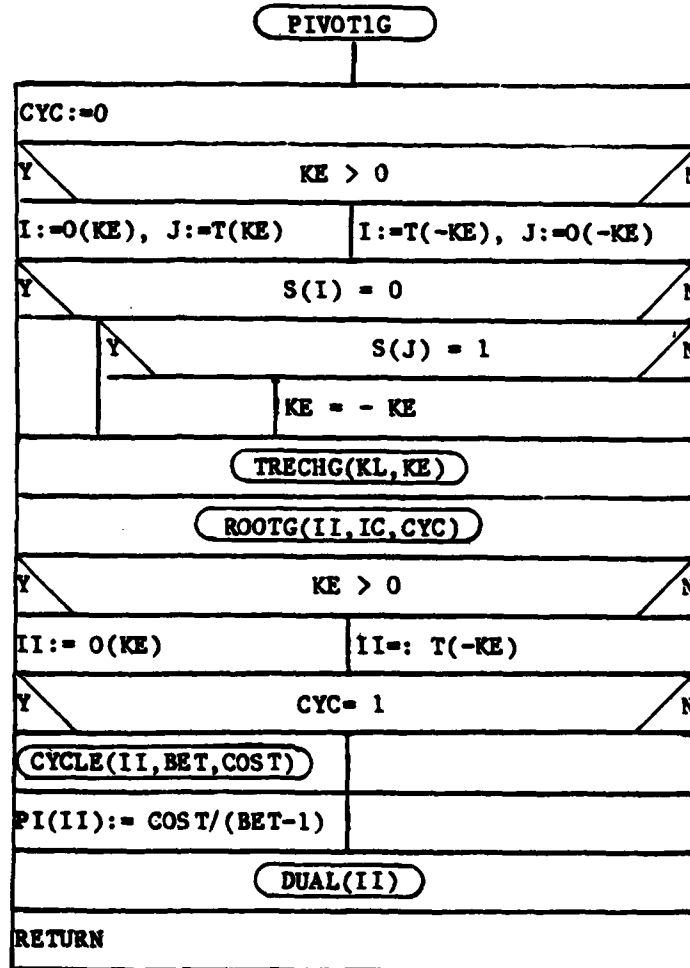 PIVOT1G
CYC:=0
Y KE > 0 N
I:=O(KE), J:=T(KE) I:=T(-KE), J:=O(-KE)
Y S(I) = 0 N
Y S(J) = 1 N
KE = - KE
TRECHG(KL,KE)
ROOTG(II,IC,CYC)
Y KE > 0 N
II:= O(KE) II=: T(-KE)
Y CYC= 1 N
CYCLE(II,BET,COST)
PI(II):= COST/(BET-1)
DUAL(II)
RETURN